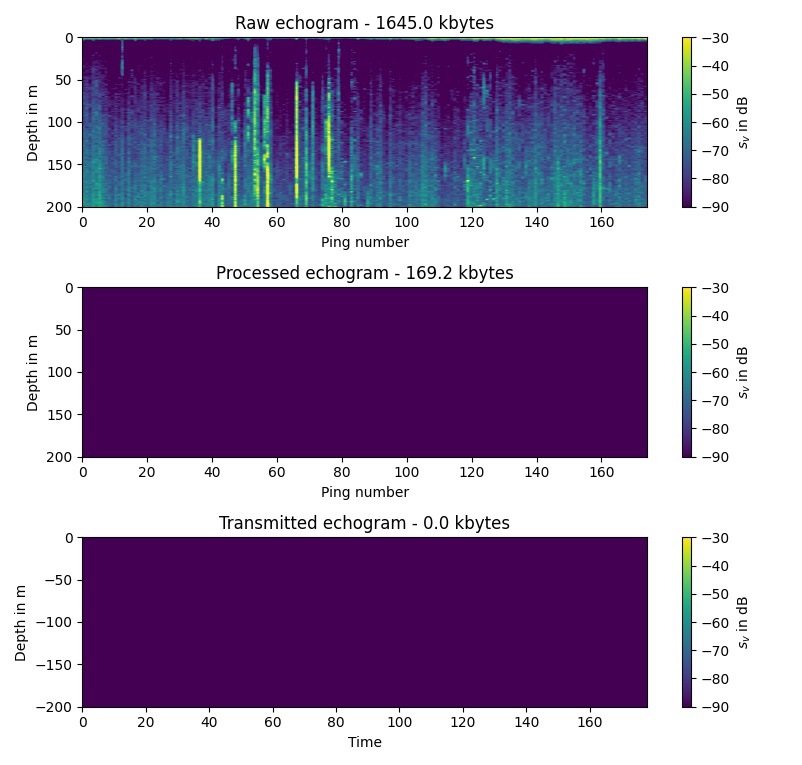 Raw echogram - 1645.0 kbytes
0
50
100
150
200
Depth in m
0 20 40 60 80 100 120 140 160
Ping number
−30
−40
−50
−60
−70
−80
−90
sᵥ in dB
Processed echogram - 169.2 kbytes
0
50
100
150
200
Depth in m
0 20 40 60 80 100 120 140 160
Ping number
−30
−40
−50
−60
−70
−80
−90
sᵥ in dB
Transmitted echogram - 0.0 kbytes
0
−50
−100
−150
−200
Depth in m
0 20 40 60 80 100 120 140 160
Time
−30
−40
−50
−60
−70
−80
−90
sᵥ in dB